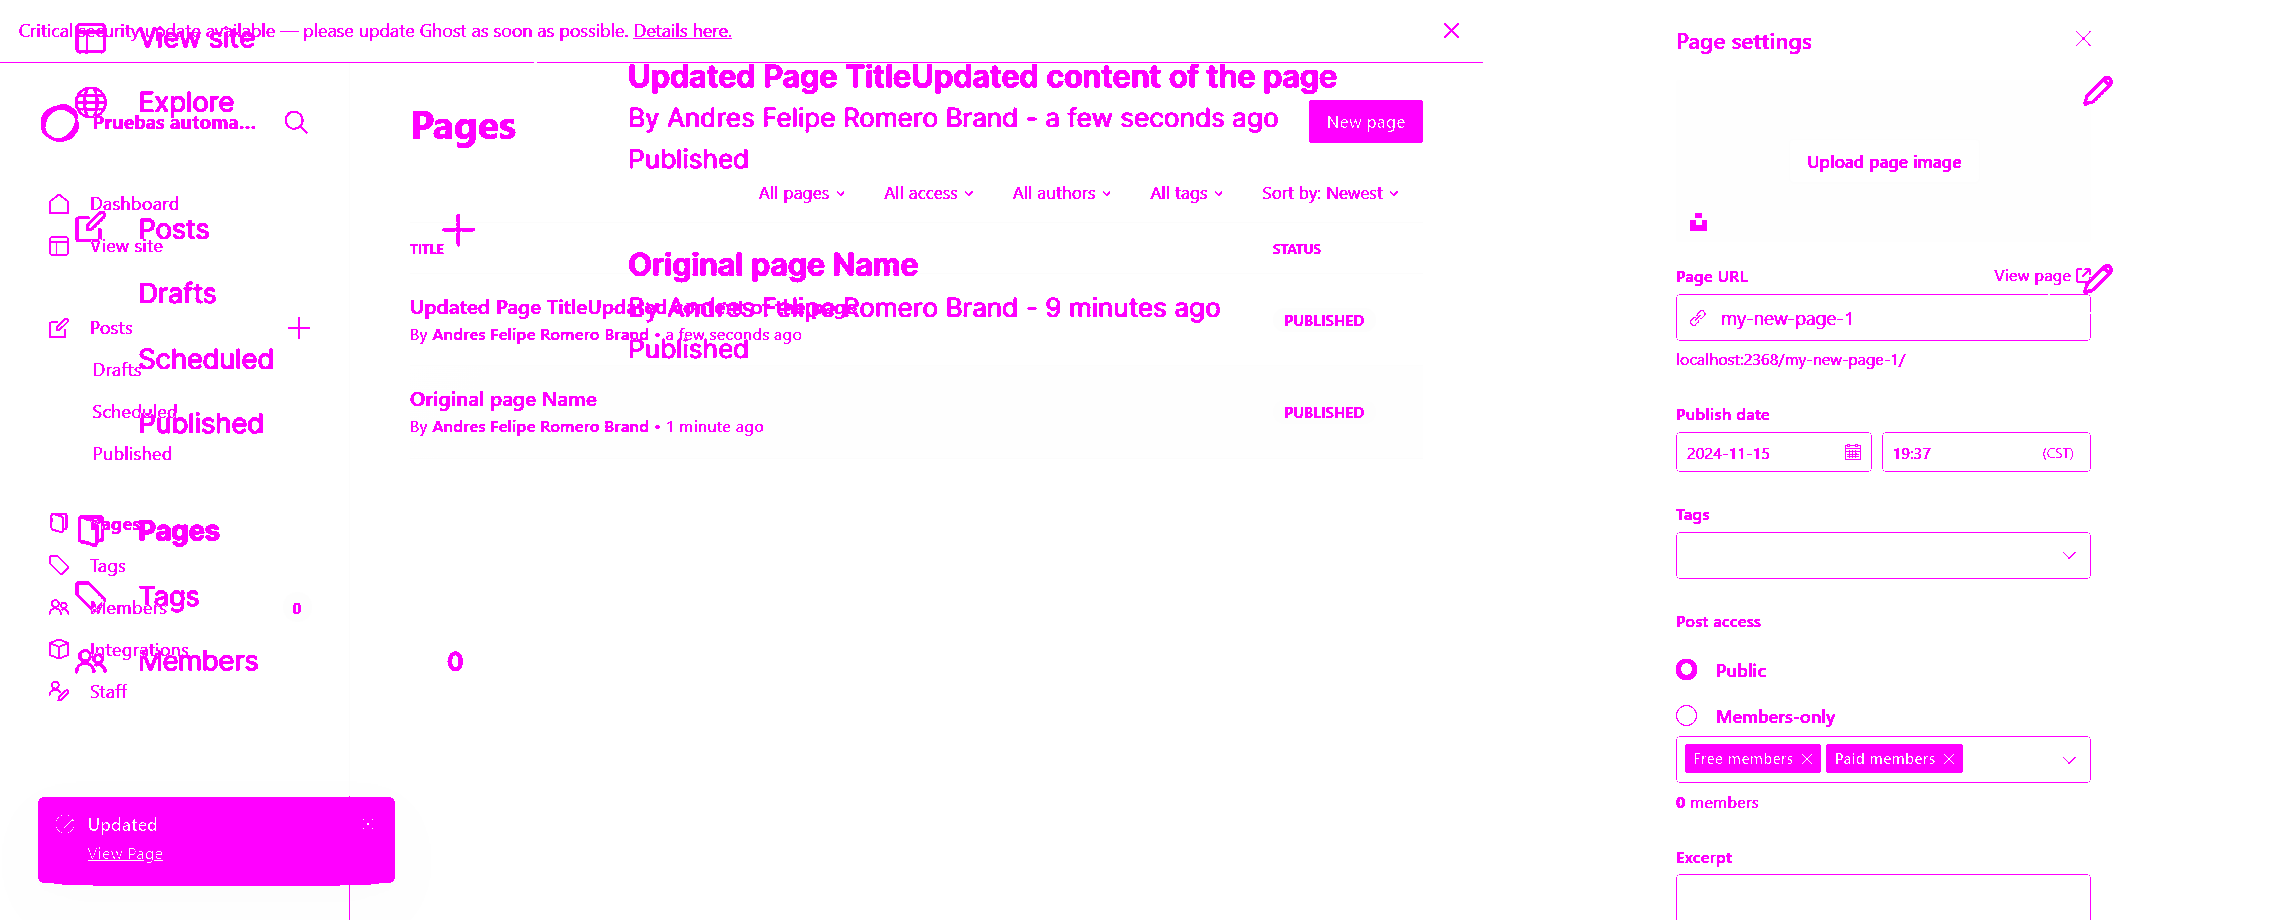 Critical security update available — please update Ghost as soon as possible. Details here.
View site
Explore
Pruebas automa...
Dashboard
Posts
View site
Drafts
Posts
Scheduled
Drafts
Scheduled
Published
Published
Pages
Pages
Tags
Tags
Members
0
Integrations
Members
0
Staff
Updated
View Page
Updated Page TitleUpdated content of the page
Pages
By Andres Felipe Romero Brand - a few seconds ago
New page
Published
All pages
All access
All authors
All tags
Sort by: Newest
TITLE
STATUS
Original page Name
Updated Page TitleUpdated content of the page
By Andres Felipe Romero Brand - 9 minutes ago
PUBLISHED
By Andres Felipe Romero Brand • a few seconds ago
Published
Original page Name
PUBLISHED
By Andres Felipe Romero Brand • 1 minute ago
Page settings
Upload page image
Page URL
View page
my-new-page-1
localhost:2368/my-new-page-1/
Publish date
2024-11-15
19:37
(CST)
Tags
Post access
Public
Members-only
Free members
Paid members
0 members
Excerpt